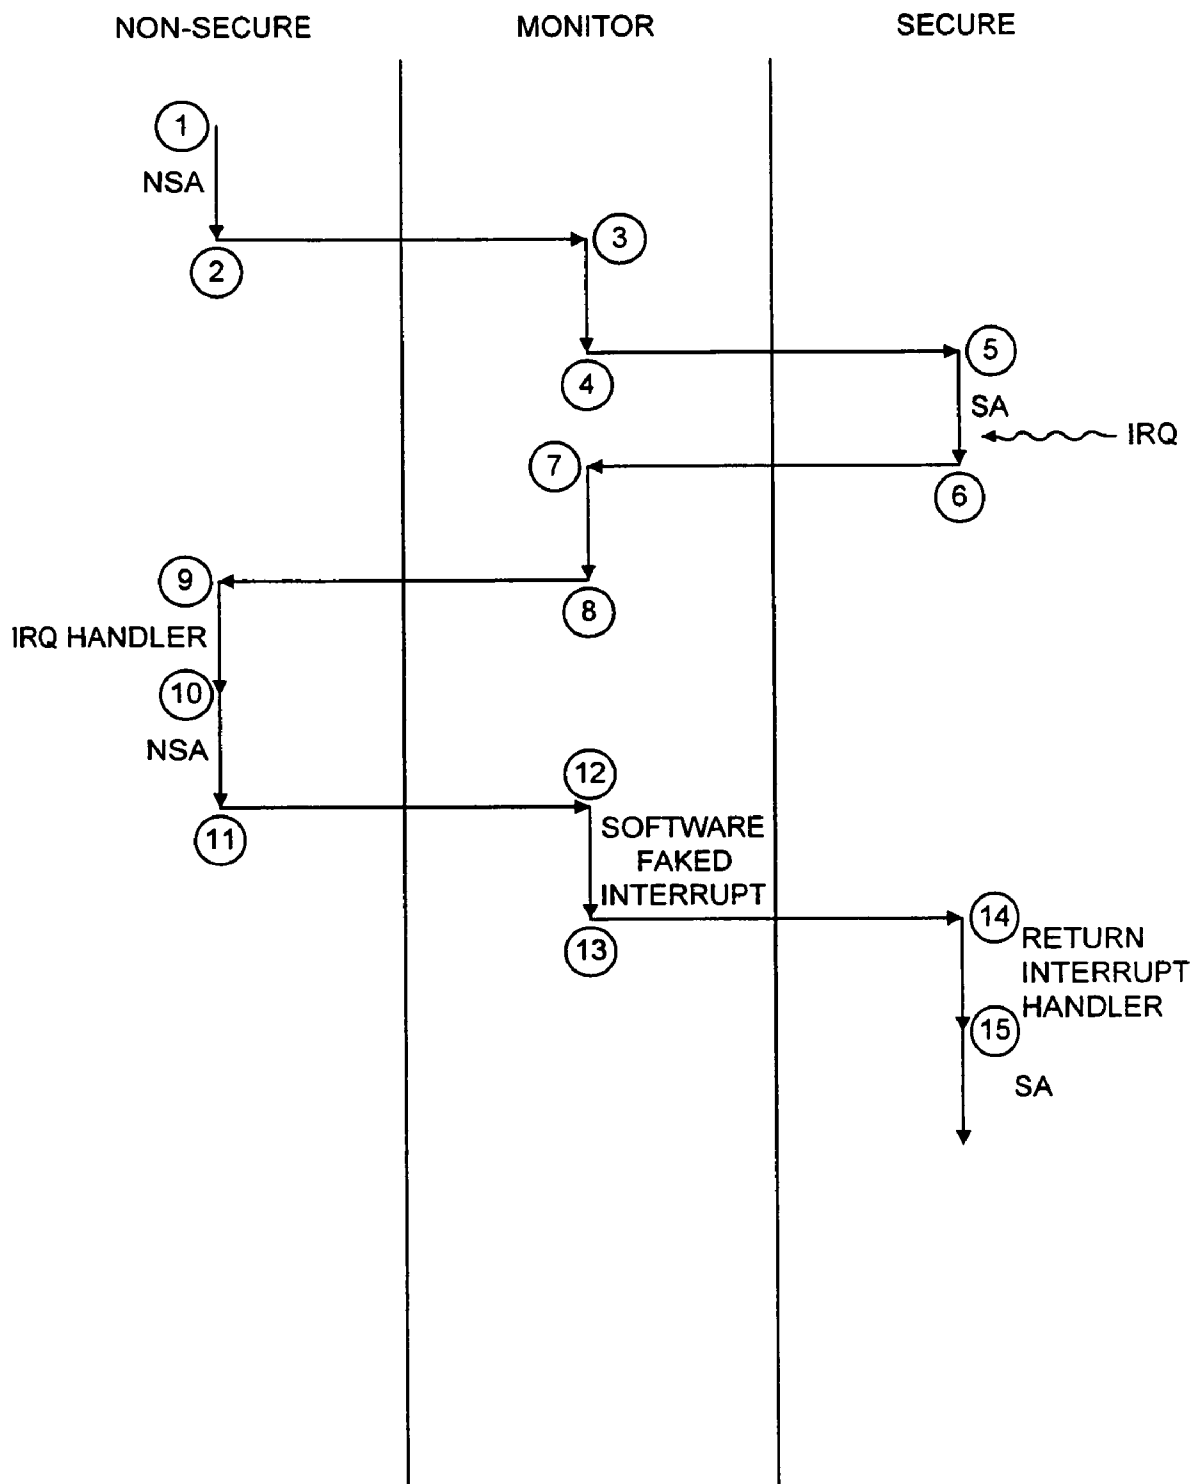 NON-SECURE
MONITOR
SECURE
1
NSA
2
3
4
5
SA
IRQ
7
6
9
8
IRQ HANDLER
10
NSA
12
11
SOFTWARE
FAKED
INTERRUPT
13
14
RETURN
INTERRUPT
HANDLER
15
SA